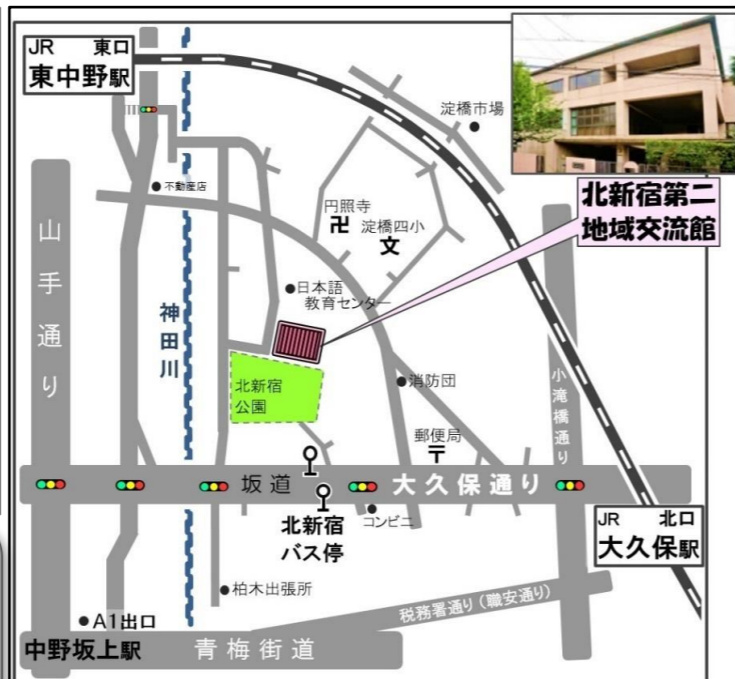 JR 東口
東中野駅
淀橋市場
不動産店
北新宿第二
地域交流館
円照寺
卍
淀橋四小
文
山手通り
神田川
日本語
教育センター
北新宿
公園
消防団
小滝橋通り
郵便局
〒
坂道
大久保通り
北新宿
バス停
コンビニ
JR 北口
大久保駅
柏木出張所
税務署通り(職安通り)
A1出口
中野坂上駅
青梅街道